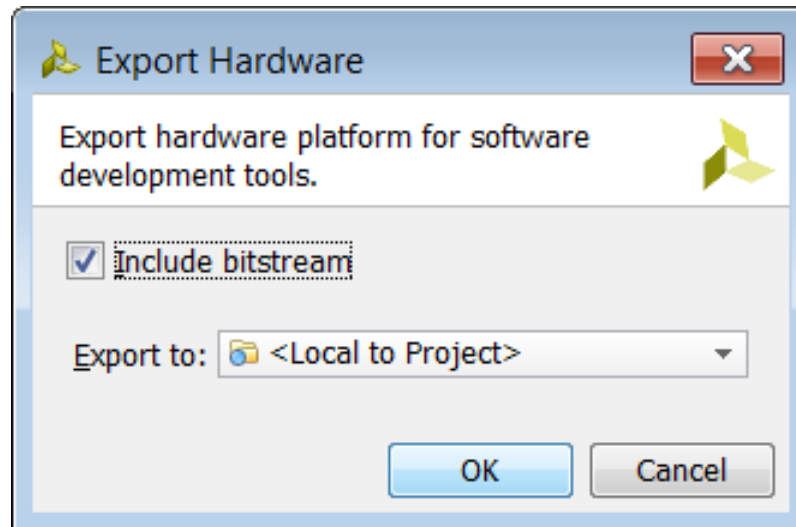 Export Hardware
Export hardware platform for software
development tools.
Include bitstream
Export to: <Local to Project>
OK Cancel